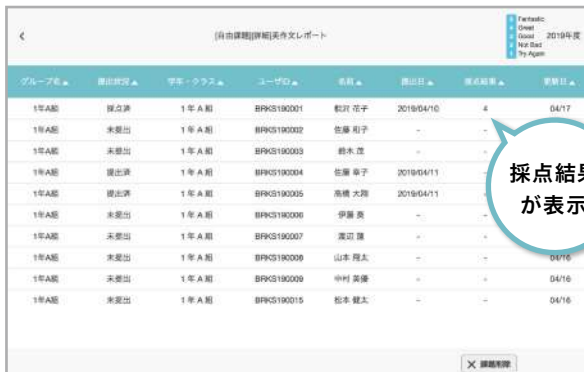 [自由課題][詳細]英作文レポート
5 Fantastic
4 Great
3 Good
2 Not Bad
1 Try Again
2019年度
グループ名 提出状況 学年・クラス ユーザID 名前 提出日 採点結果 更新日
1年A組 採点済 1年A組 BRKS190001 花子 2019/04/10 4 04/17
1年A組 未提出 1年A組 BRKS190002 佐藤 和子 - -
1年A組 未提出 1年A組 BRKS190003 鈴木 茂 - -
1年A組 提出済 1年A組 BRKS190004 佐藤 幸子 2019/04/11
1年A組 提出済 1年A組 BRKS190005 高橋 大翔 2019/04/11
1年A組 未提出 1年A組 BRKS190006 伊藤 葵 - -
1年A組 未提出 1年A組 BRKS190007 渡辺 蓮 - -
1年A組 未提出 1年A組 BRKS190008 山本 翔太 - - 04/16
1年A組 未提出 1年A組 BRKS190009 中村 美優 - - 04/16
1年A組 未提出 1年A組 BRKS190015 松本 健太 - - 04/16
採点結果
が表示
× 課題削除